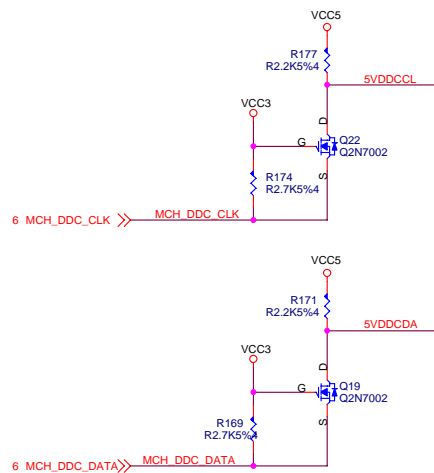 VCC5
R177
R2.2K5%4
5VDDCCL
VCC3
D
G
Q22
Q2N7002
S
R174
R2.7K5%4
6 MCH_DDC_CLK
MCH_DDC_CLK
VCC5
R171
R2.2K5%4
5VDDCDA
VCC3
D
G
Q19
Q2N7002
S
R169
R2.7K5%4
6 MCH_DDC_DATA
MCH_DDC_DATA